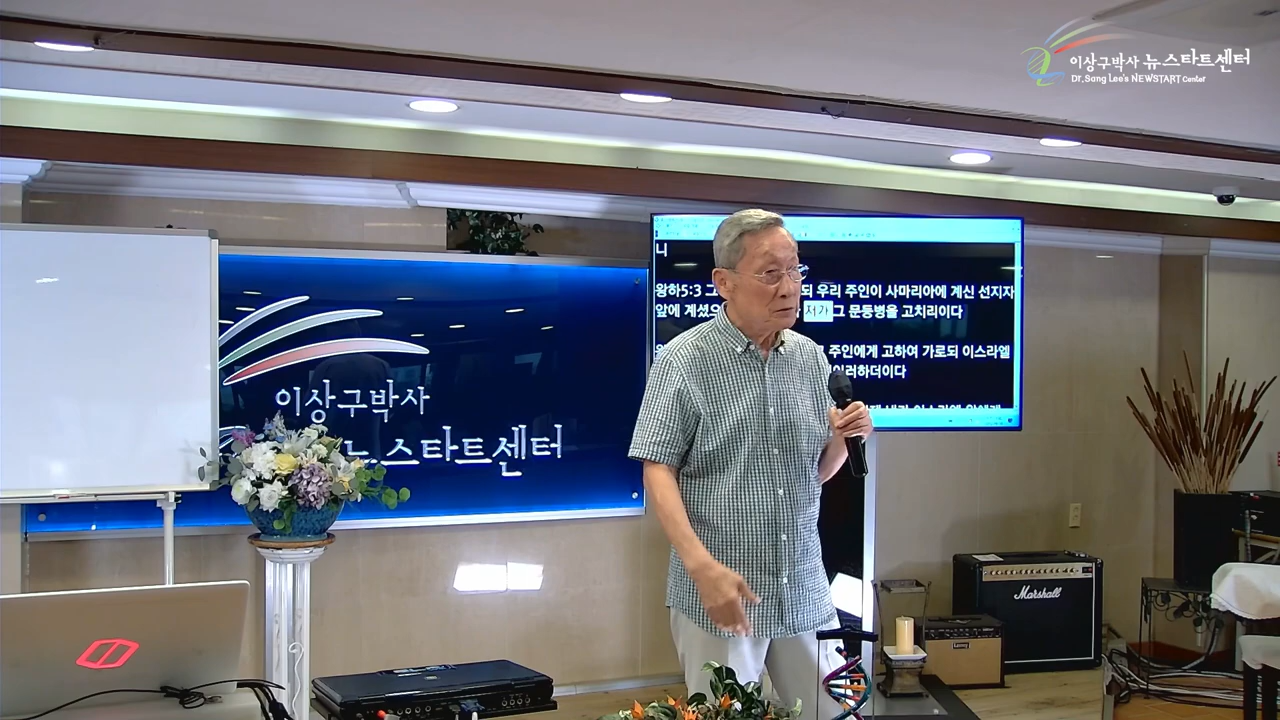 이상구박사 뉴스타트센터
Dr.Sang Lee's NEWSTART Center
니
왕하5:3 그 되 우리 주인이 사마리아에 계신 선지자
앞에 계셨으 저가 그 문둥병을 고치리이다
주인에게 고하여 가로되 이스라엘
이러하더이다
이상구박사
뉴스타트센터
Marshall